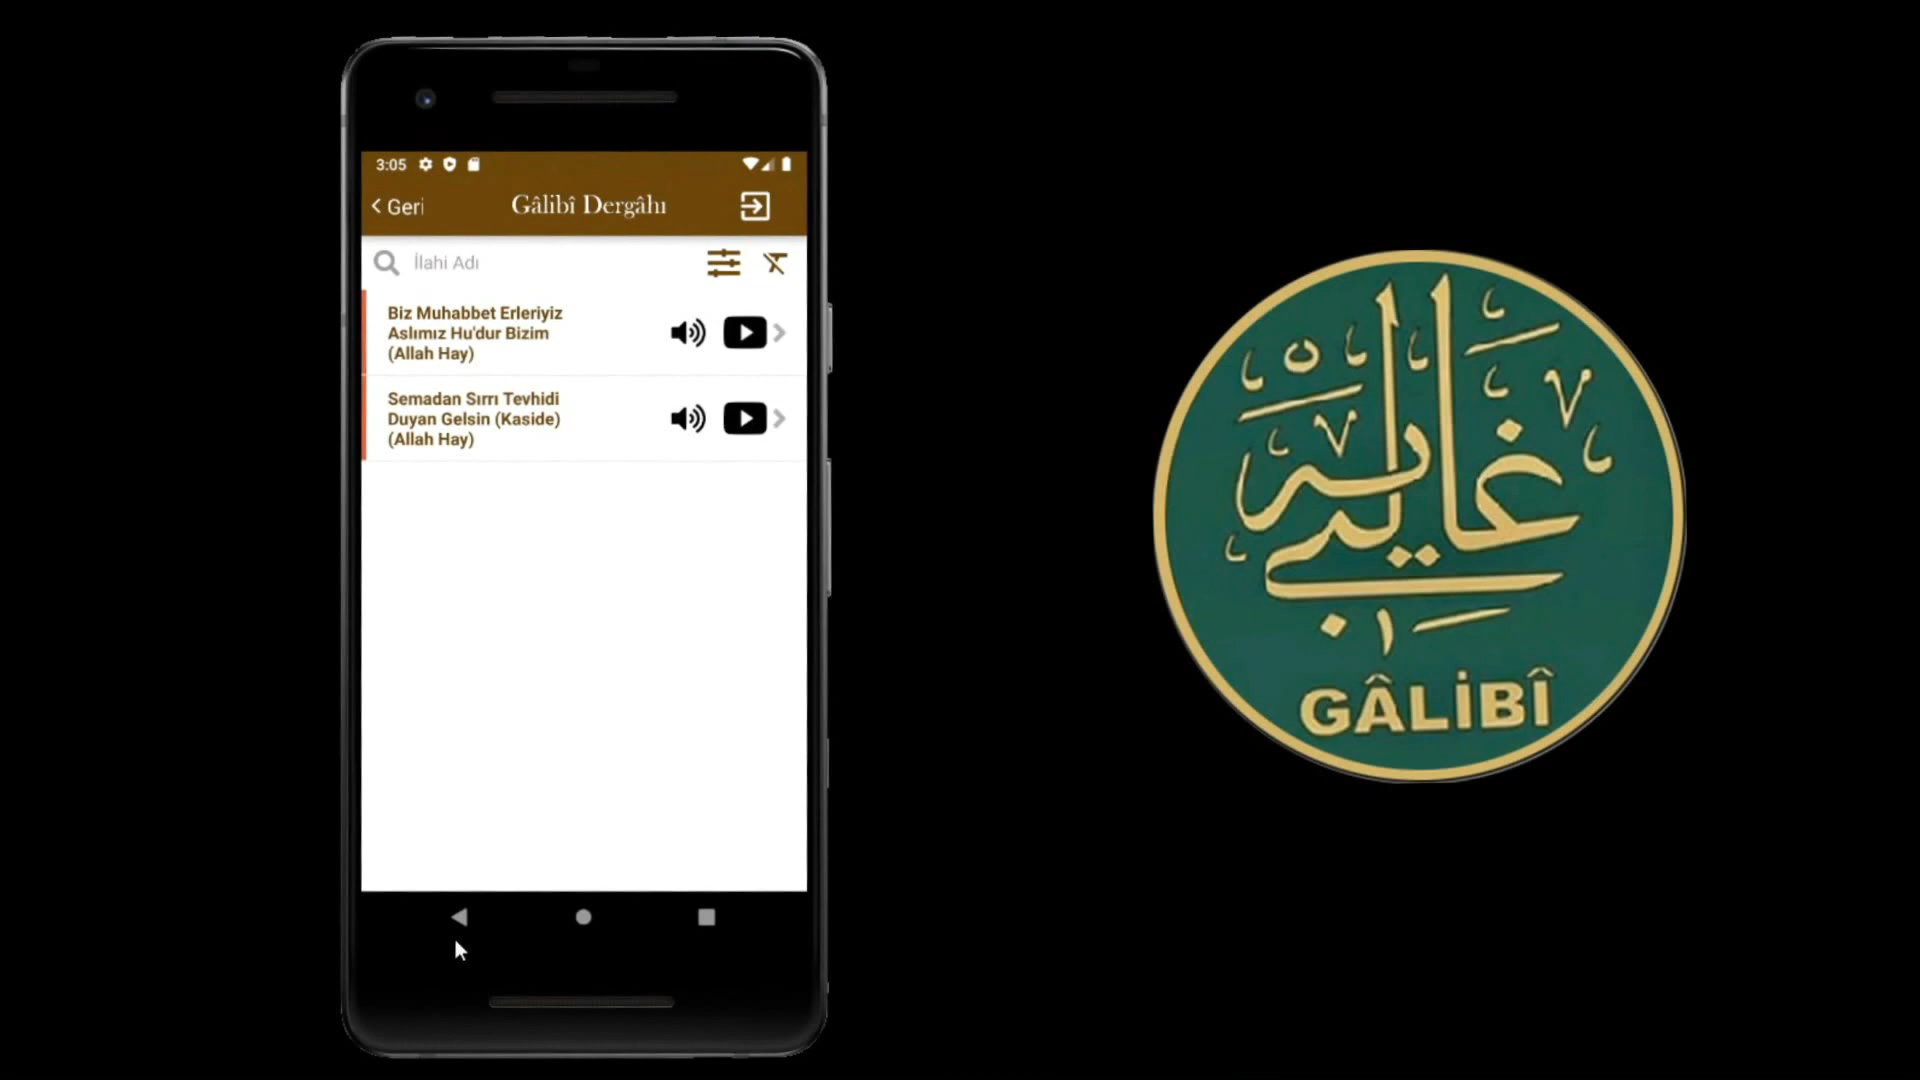 3:05
Geri
Gâlibî Dergâhı
İlahi Adı
Biz Muhabbet Erleriyiz
Aslımız Hu'dur Bizim
(Allah Hay)
Semadan Sırrı Tevhidi
Duyan Gelsin (Kaside)
(Allah Hay)
GÂLİBÎ